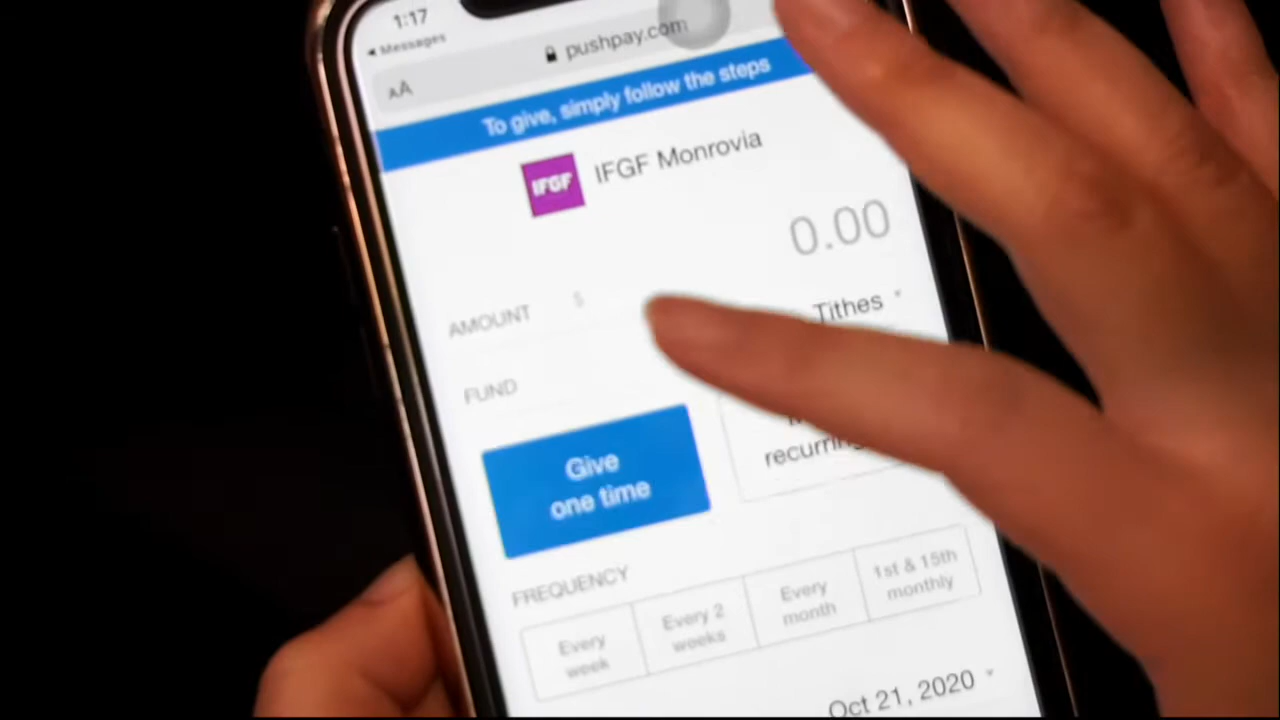 1:17
Messages
AA
pushpay.com
To give, simply follow the steps
IFGF
IFGF Monrovia
0.00
AMOUNT $
Tithes
FUND
Give
one time
recurring
FREQUENCY
Every
week
Every 2
weeks
Every
month
1st & 15th
monthly
Oct 21, 2020